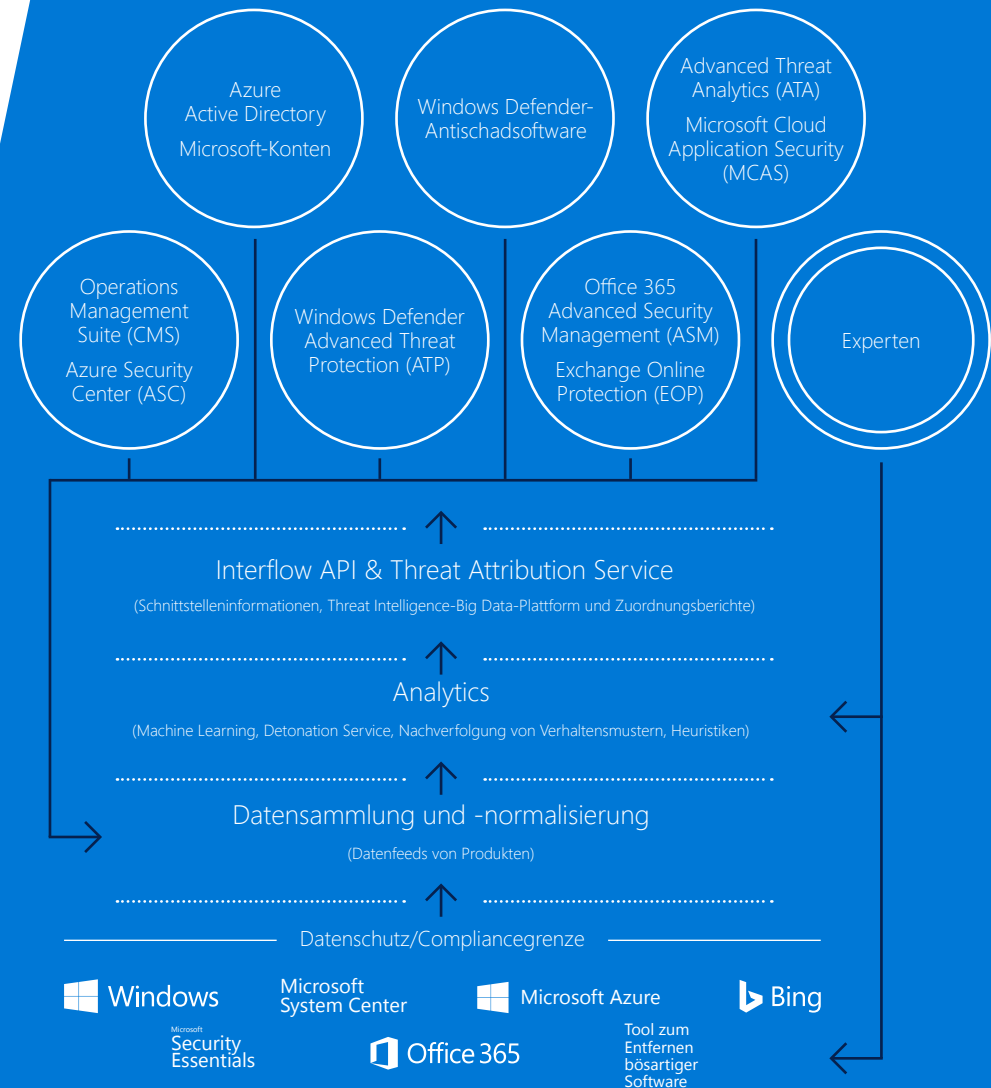 Azure
Active Directory
Microsoft-Konten
Windows Defender-
Antischadsoftware
Advanced Threat
Analytics (ATA)
Microsoft Cloud
Application Security
(MCAS)
Operations
Management
Suite (CMS)
Azure Security
Center (ASC)
Windows Defender
Advanced Threat
Protection (ATP)
Office 365
Advanced Security
Management (ASM)
Exchange Online
Protection (EOP)
Experten
Interflow API & Threat Attribution Service
(Schnittstelleninformationen, Threat Intelligence-Big Data-Plattform und Zuordnungsberichte)
Analytics
(Machine Learning, Detonation Service, Nachverfolgung von Verhaltensmustern, Heuristiken)
Datensammlung und -normalisierung
(Datenfeeds von Produkten)
Datenschutz/Compliancegrenze
Windows
Microsoft
System Center
Microsoft Azure
Bing
Microsoft
Security
Essentials
Office 365
Tool zum
Entfernen
bösartiger
Software